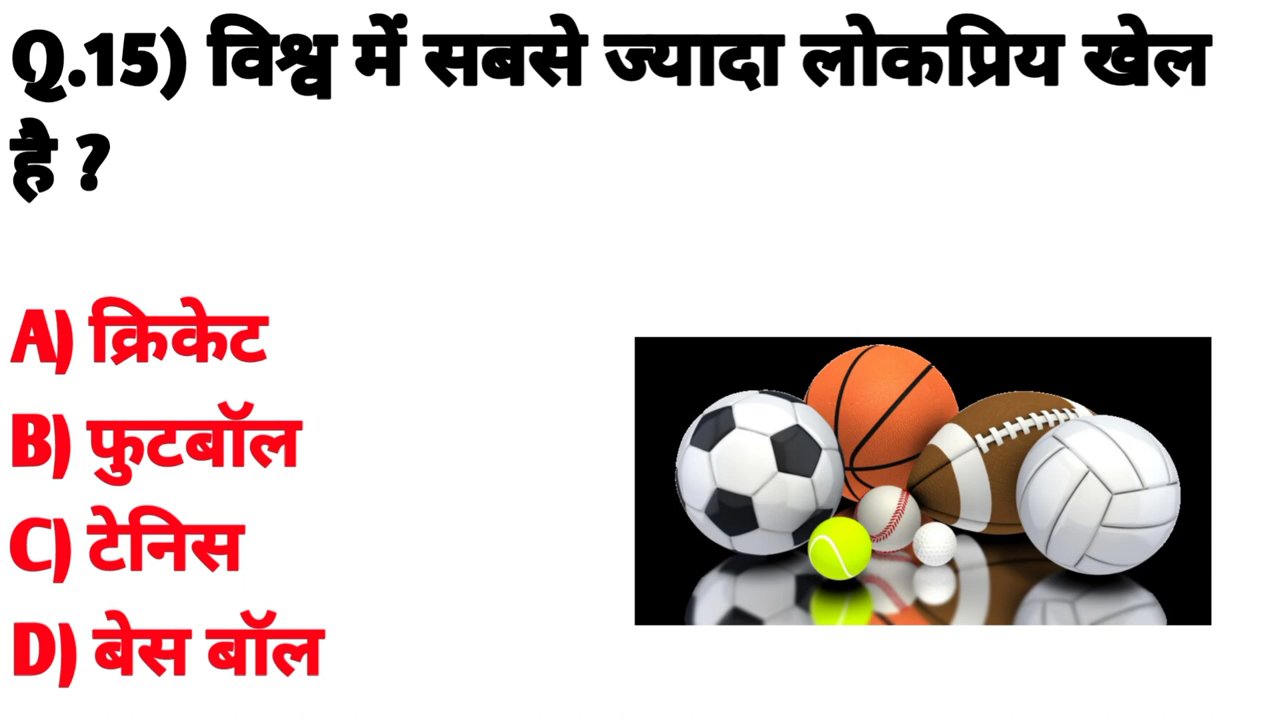 Q.15) विश्व में सबसे ज्यादा लोकप्रिय खेल
है ?
A) क्रिकेट
B) फुटबॉल
C) टेनिस
D) बेस बॉल